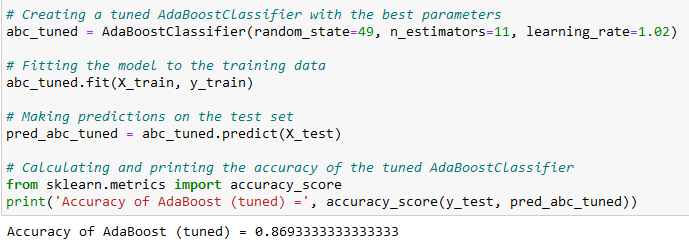 # Creating a tuned AdaBoostClassifier with the best parameters
abc_tuned = AdaBoostClassifier(random_state=49, n_estimators=11, learning_rate=1.02)
# Fitting the model to the training data
abc_tuned.fit(X_train, y_train)
# Making predictions on the test set
pred_abc_tuned = abc_tuned.predict(X_test)
# Calculating and printing the accuracy of the tuned AdaBoostClassifier
from sklearn.metrics import accuracy_score
print('Accuracy of AdaBoost (tuned) =', accuracy_score(y_test, pred_abc_tuned))
Accuracy of AdaBoost (tuned) = 0.8693333333333333